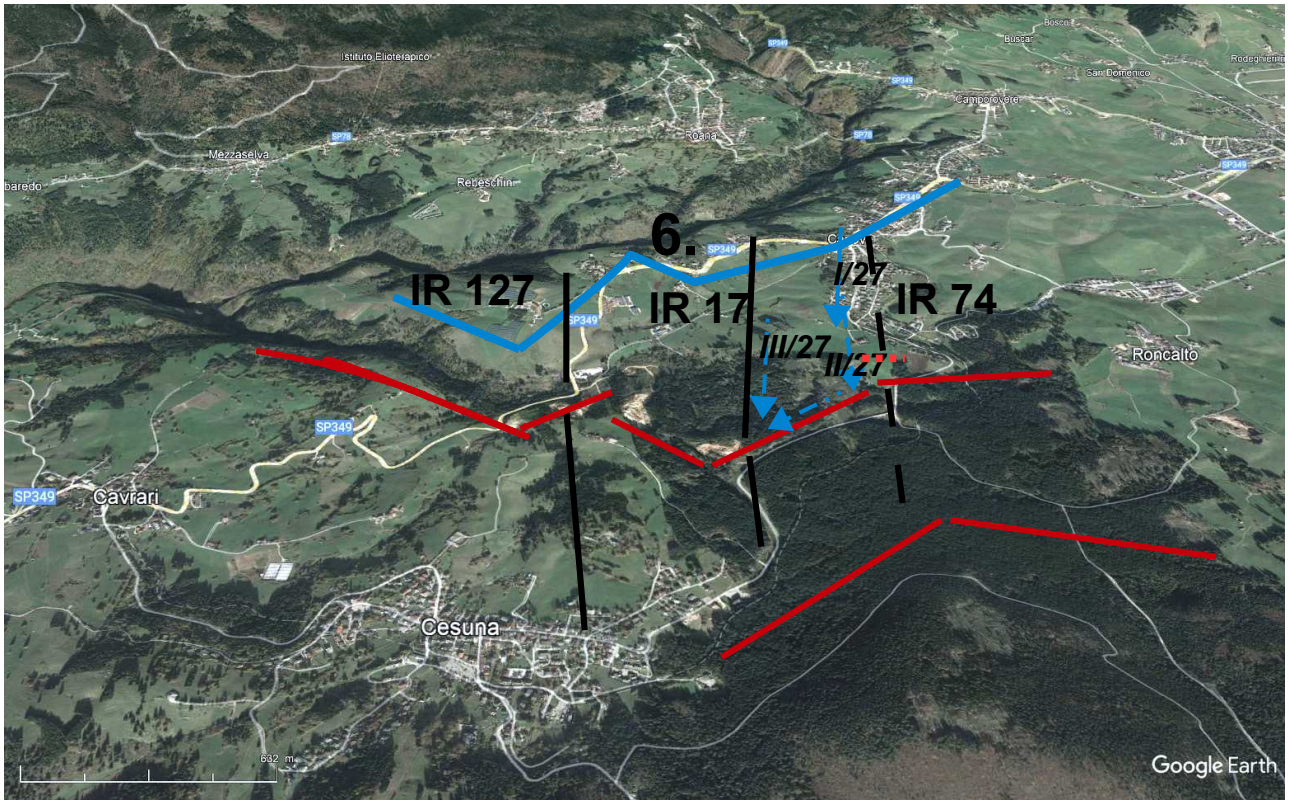 Bosco
Buscar
SP349
Istituto Elioterapico
Rodeghieri
San Domenico
SP349
Camporovere
SP78
Roana
SP78
Mezzaselva
SP349
baredo
Rebeschin
SP349
6.
SP349
I/27
IR 127
IR 17
IR 74
SP349
III/27
II/27
Roncalto
SP349
SP349
Cavrari
Cesuna
632 m
Google Earth